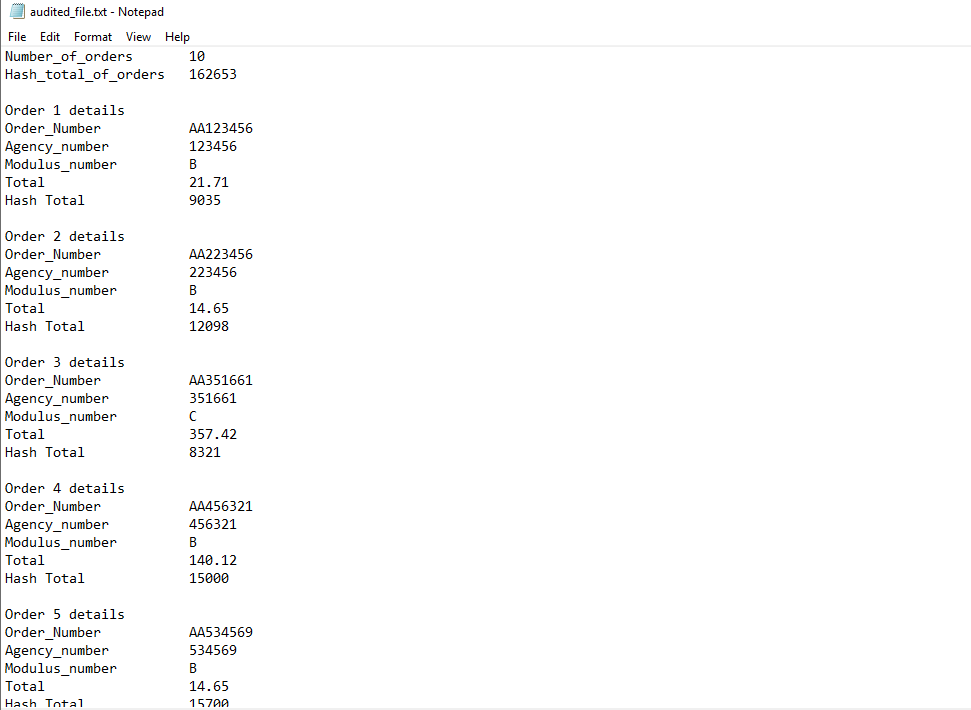 audited_file.txt - Notepad
File Edit Format View Help
Number_of_orders 10
Hash_total_of_orders 162653
Order 1 details
Order_Number AA123456
Agency_number 123456
Modulus_number B
Total 21.71
Hash Total 9035
Order 2 details
Order_Number AA223456
Agency_number 223456
Modulus_number B
Total 14.65
Hash Total 12098
Order 3 details
Order_Number AA351661
Agency_number 351661
Modulus_number C
Total 357.42
Hash Total 8321
Order 4 details
Order_Number AA456321
Agency_number 456321
Modulus_number B
Total 140.12
Hash Total 15000
Order 5 details
Order_Number AA534569
Agency_number 534569
Modulus_number B
Total 14.65
Hash Total 15700